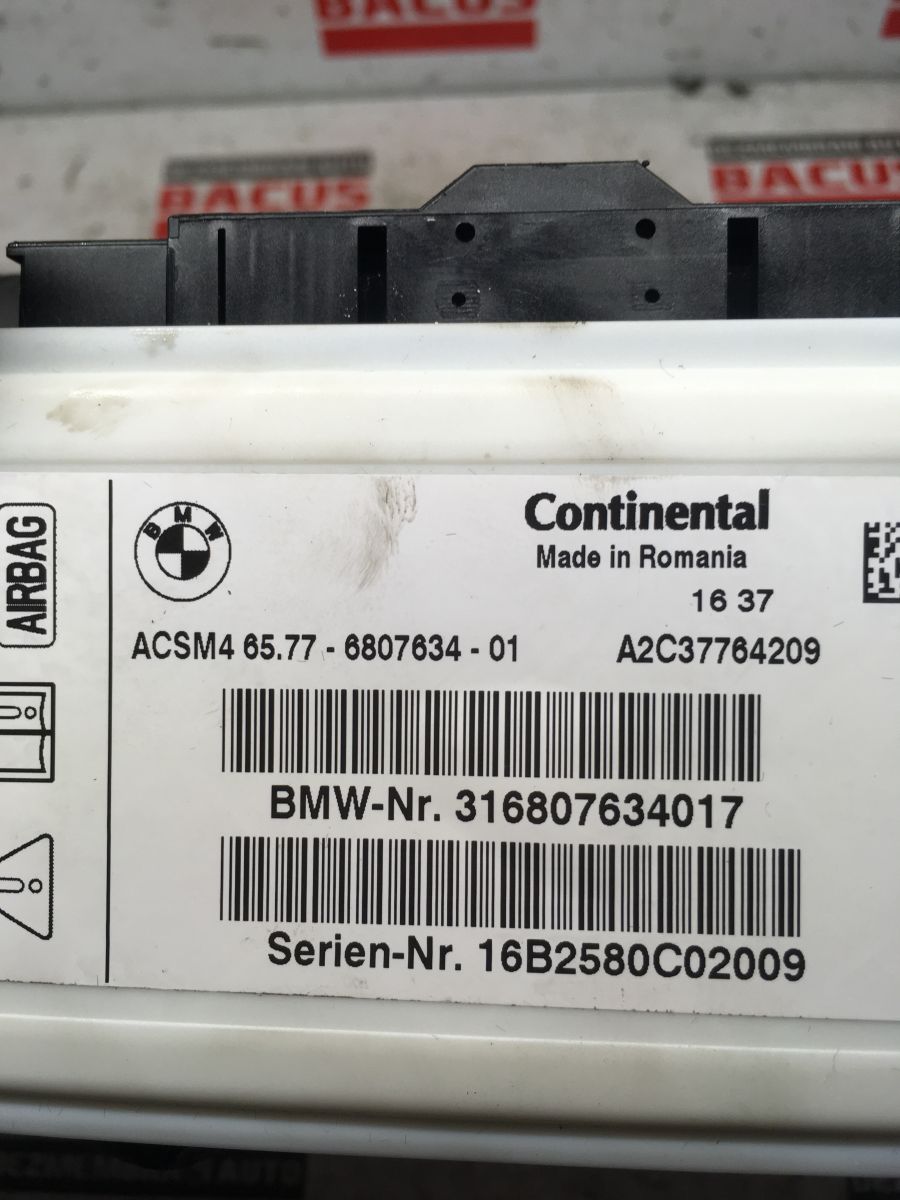 BACUS
BACUS
BACUS
AIRBAG
BMW
Continental
Made in Romania
16 37
ACSM4 65.77 - 6807634 - 01
A2C37764209
BMW-Nr. 316807634017
Serien-Nr. 16B2580C02009